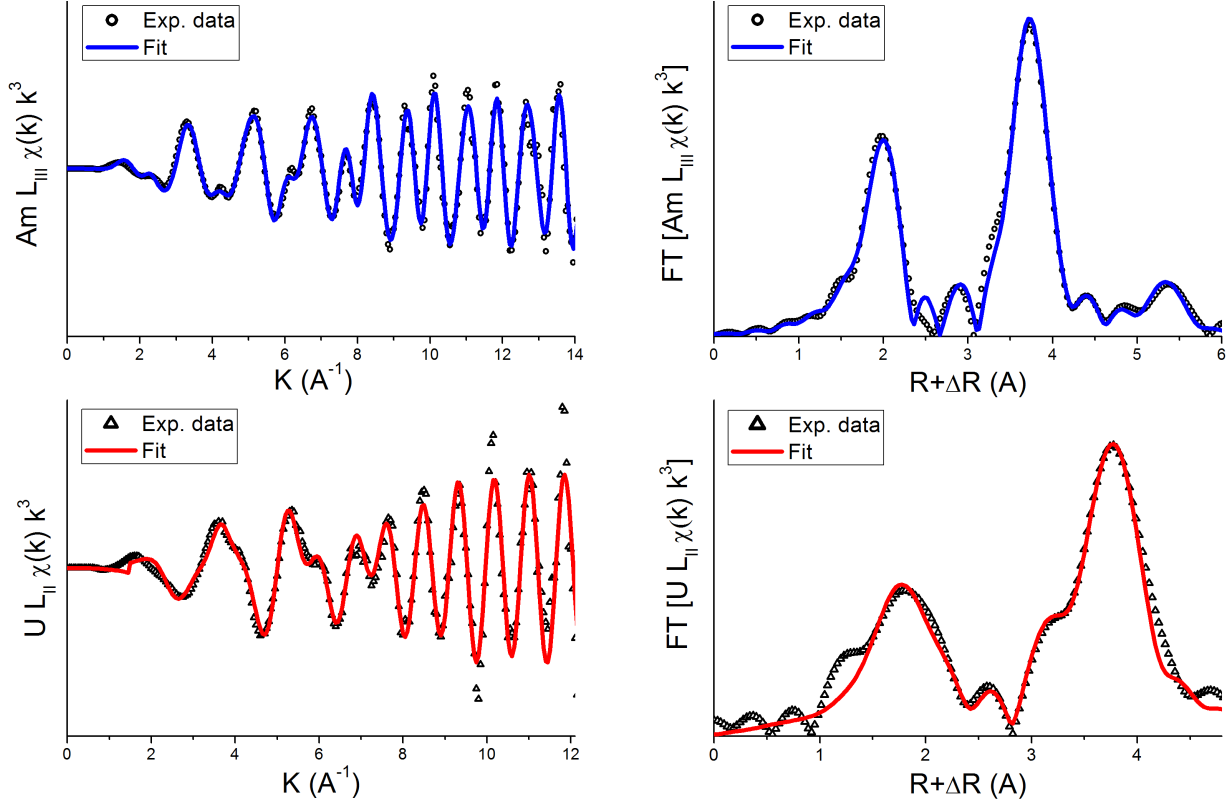 Exp. data
Fit
Am L_III χ(k) k^3
0 2 4 6 8 10 12 14
K (A^-1)
Exp. data
Fit
FT [Am L_III χ(k) k^3]
0 1 2 3 4 5 6
R+ΔR (A)
Exp. data
Fit
U L_II χ(k) k^3
0 2 4 6 8 10 12
K (A^-1)
Exp. data
Fit
FT [U L_II χ(k) k^3]
0 1 2 3 4
R+ΔR (A)